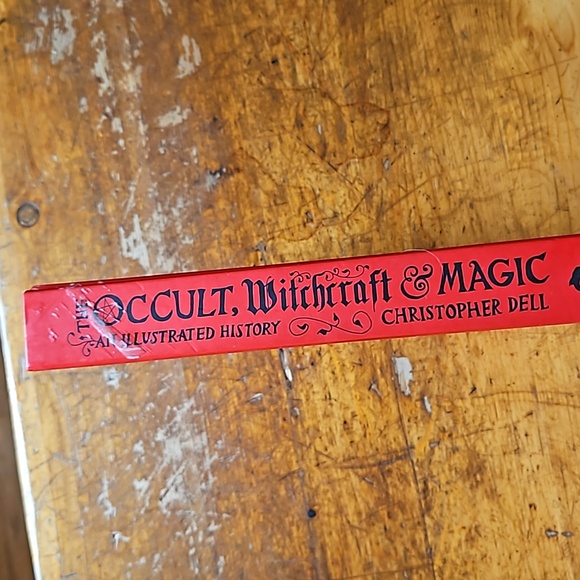 THE OCCULT, Witchcraft & MAGIC
AN ILLUSTRATED HISTORY CHRISTOPHER DELL